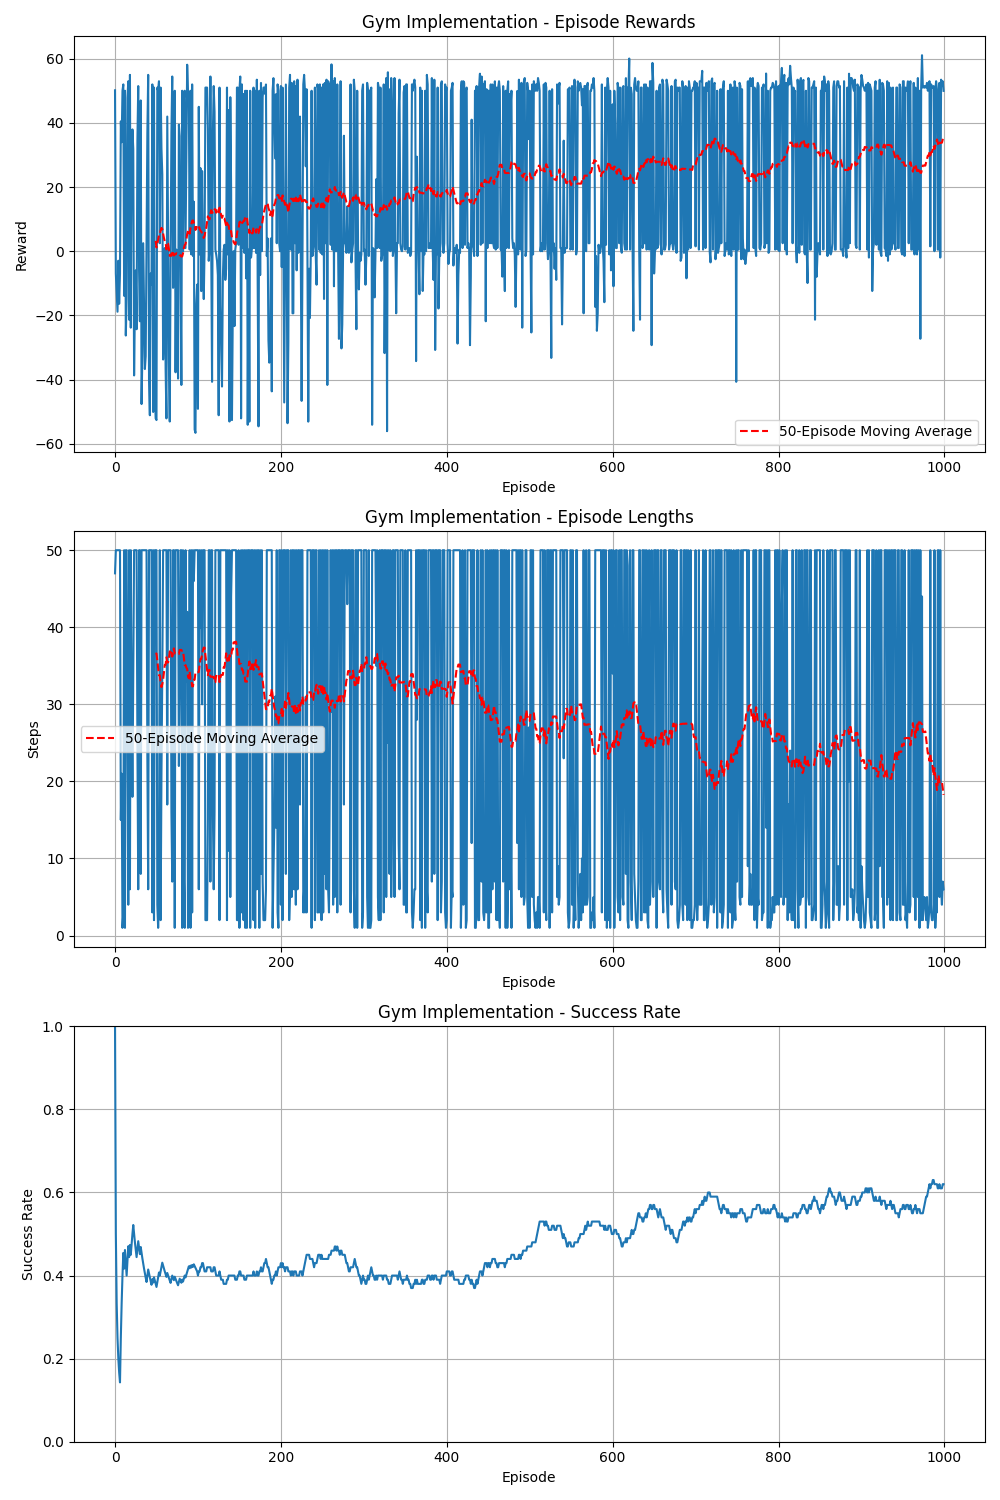 Gym Implementation - Episode Rewards
60
40
20
0
−20
−40
−60
Reward
50-Episode Moving Average
0 200 400 600 800 1000
Episode
Gym Implementation - Episode Lengths
50
40
30
20
10
0
Steps
50-Episode Moving Average
0 200 400 600 800 1000
Episode
Gym Implementation - Success Rate
1.0
0.8
0.6
0.4
0.2
0.0
Success Rate
0 200 400 600 800 1000
Episode